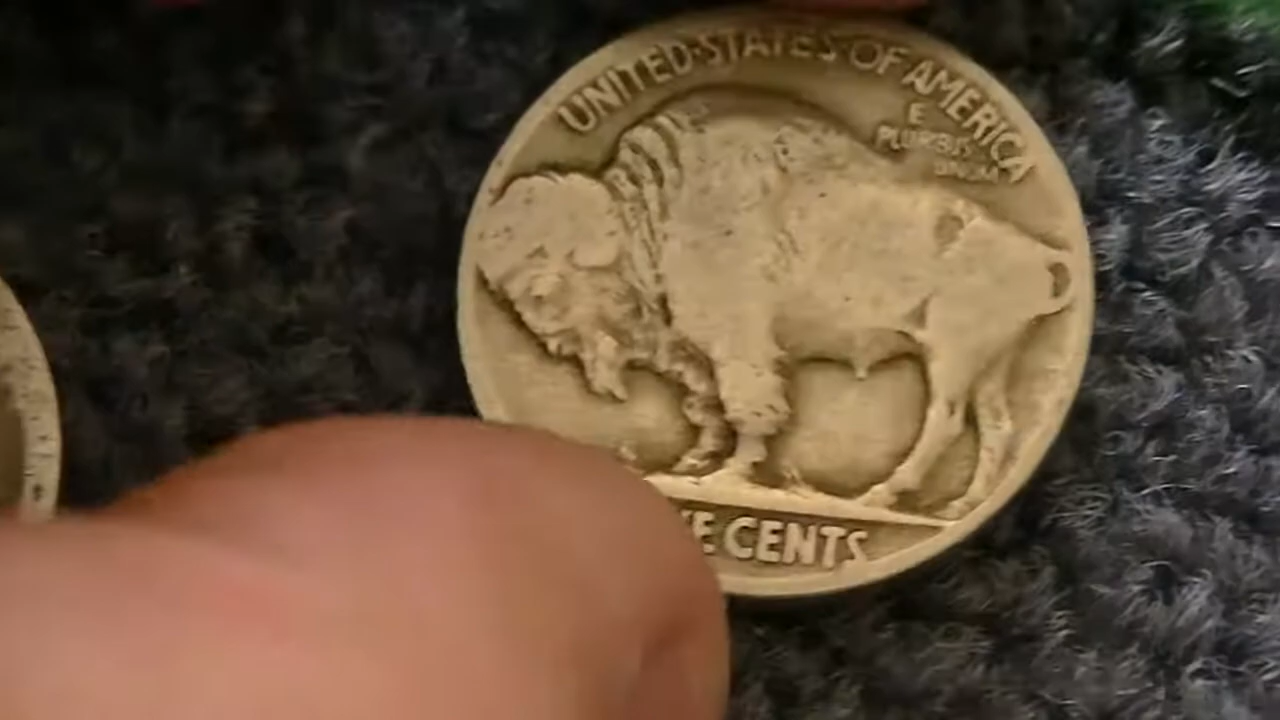 UNITED·STATES OF AMERICA
E
PLURIBUS
UNUM
E CENTS